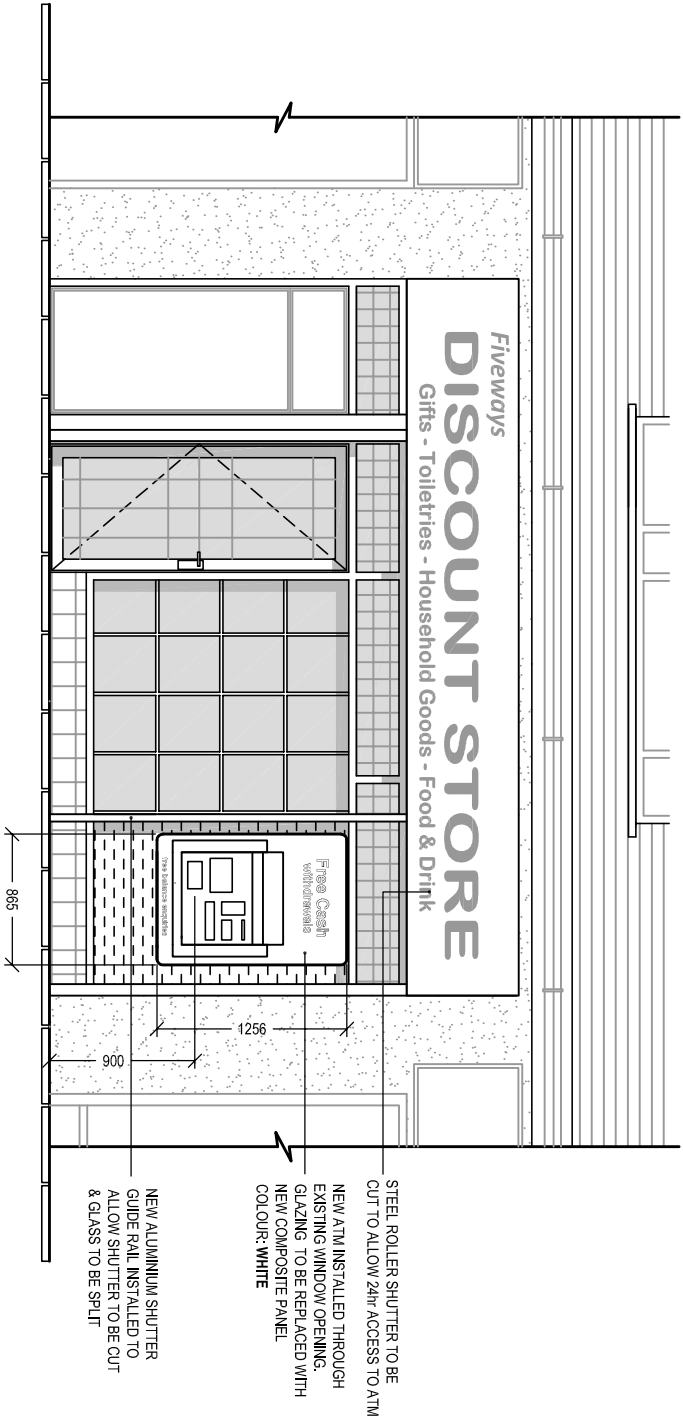 Fiveways
DISCOUNT STORE
Gifts - Toiletries - Household Goods - Food & Drink
Free Cash
withdrawals
free balance enquiries
865
1256
900
STEEL ROLLER SHUTTER TO BE
CUT TO ALLOW 24hr ACCESS TO ATM
NEW ATM INSTALLED THROUGH
EXISTING WINDOW OPENING.
GLAZING TO BE REPLACED WITH
NEW COMPOSITE PANEL
COLOUR: WHITE
NEW ALUMINIUM SHUTTER
GUIDE RAIL INSTALLED TO
ALLOW SHUTTER TO BE CUT
& GLASS TO BE SPLIT